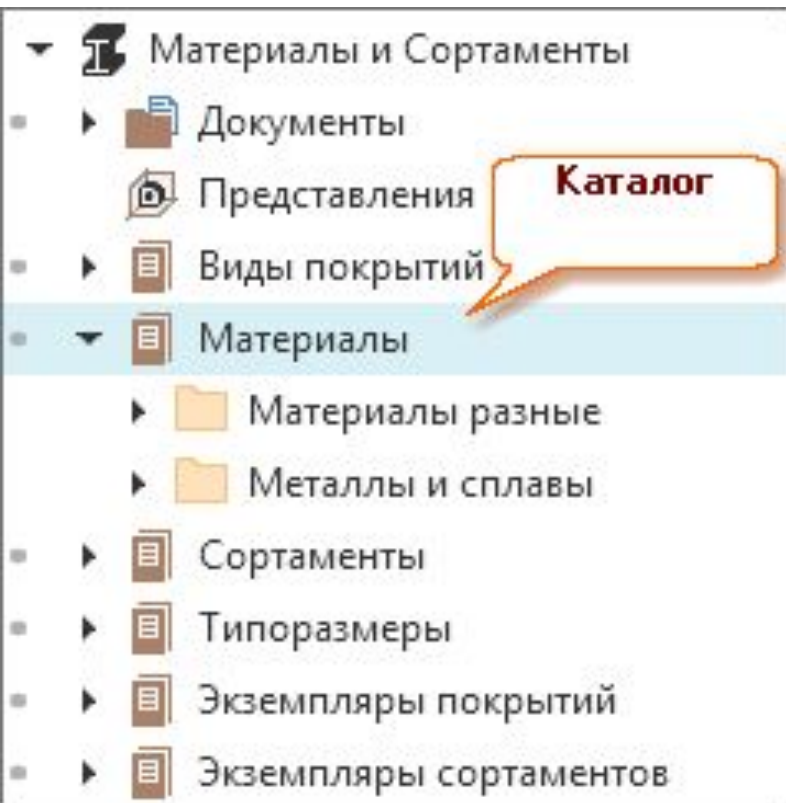 Материалы и Сортаменты
Документы
Представления
Каталог
Виды покрытий
Материалы
Материалы разные
Металлы и сплавы
Сортаменты
Типоразмеры
Экземпляры покрытий
Экземпляры сортаментов